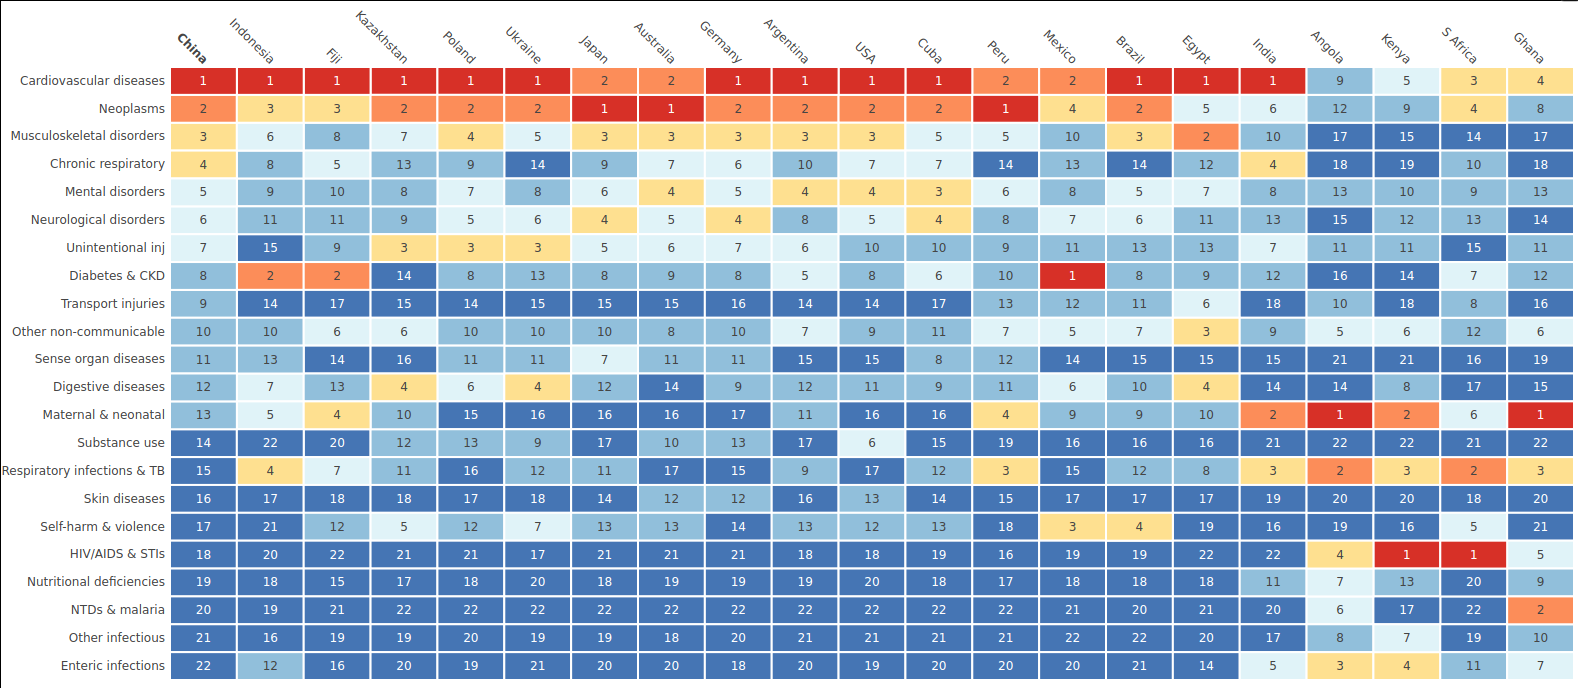 China Indonesia Fiji Kazakhstan Poland Ukraine Japan Australia Germany Argentina USA Cuba Peru Mexico Brazil Egypt India Angola Kenya S Africa Ghana
Cardiovascular diseases 1 1 1 1 1 1 2 2 1 1 1 1 2 2 1 1 1 9 5 3 4
Neoplasms 2 3 3 2 2 2 1 1 2 2 2 2 1 4 2 5 6 12 9 4 8
Musculoskeletal disorders 3 6 8 7 4 5 3 3 3 3 3 5 5 10 3 2 10 17 15 14 17
Chronic respiratory 4 8 5 13 9 14 9 7 6 10 7 7 14 13 14 12 4 18 19 10 18
Mental disorders 5 9 10 8 7 8 6 4 5 4 4 3 6 8 5 7 8 13 10 9 13
Neurological disorders 6 11 11 9 5 6 4 5 4 8 5 4 8 7 6 11 13 15 12 13 14
Unintentional inj 7 15 9 3 3 3 5 6 7 6 10 10 9 11 13 13 7 11 11 15 11
Diabetes & CKD 8 2 2 14 8 13 8 9 8 5 8 6 10 1 8 9 12 16 14 7 12
Transport injuries 9 14 17 15 14 15 15 15 16 14 14 17 13 12 11 6 18 10 18 8 16
Other non-communicable 10 10 6 6 10 10 10 8 10 7 9 11 7 5 7 3 9 5 6 12 6
Sense organ diseases 11 13 14 16 11 11 7 11 11 15 15 8 12 14 15 15 15 21 21 16 19
Digestive diseases 12 7 13 4 6 4 12 14 9 12 11 9 11 6 10 4 14 14 8 17 15
Maternal & neonatal 13 5 4 10 15 16 16 16 17 11 16 16 4 9 9 10 2 1 2 6 1
Substance use 14 22 20 12 13 9 17 10 13 17 6 15 19 16 16 16 21 22 22 21 22
Respiratory infections & TB 15 4 7 11 16 12 11 17 15 9 17 12 3 15 12 8 3 2 3 2 3
Skin diseases 16 17 18 18 17 18 14 12 12 16 13 14 15 17 17 17 19 20 20 18 20
Self-harm & violence 17 21 12 5 12 7 13 13 14 13 12 13 18 3 4 19 16 19 16 5 21
HIV/AIDS & STIs 18 20 22 21 21 17 21 21 21 18 18 19 16 19 19 22 22 4 1 1 5
Nutritional deficiencies 19 18 15 17 18 20 18 19 19 19 20 18 17 18 18 18 11 7 13 20 9
NTDs & malaria 20 19 21 22 22 22 22 22 22 22 22 22 22 21 20 21 20 6 17 22 2
Other infectious 21 16 19 19 20 19 19 18 20 21 21 21 21 22 22 20 17 8 7 19 10
Enteric infections 22 12 16 20 19 21 20 20 18 20 19 20 20 20 21 14 5 3 4 11 7